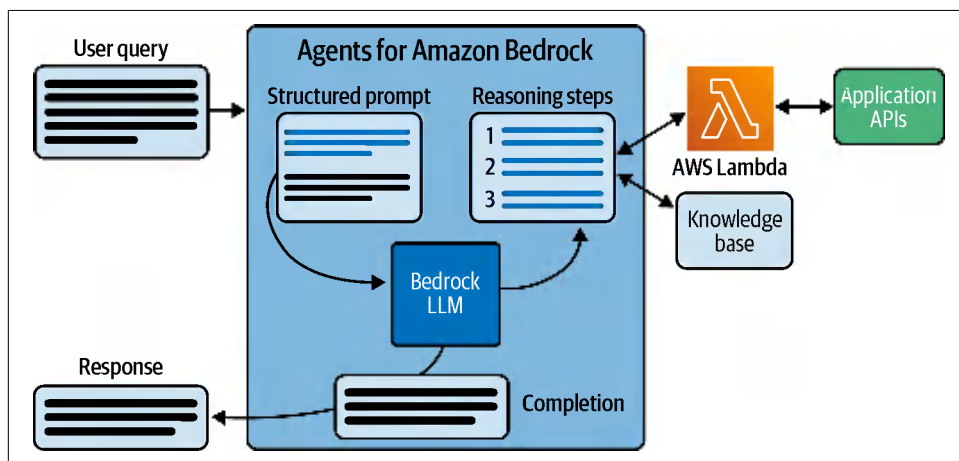 User query
Agents for Amazon Bedrock
Structured prompt
Reasoning steps
1
2
3
AWS Lambda
Application
APIs
Knowledge
base
Bedrock
LLM
Response
Completion